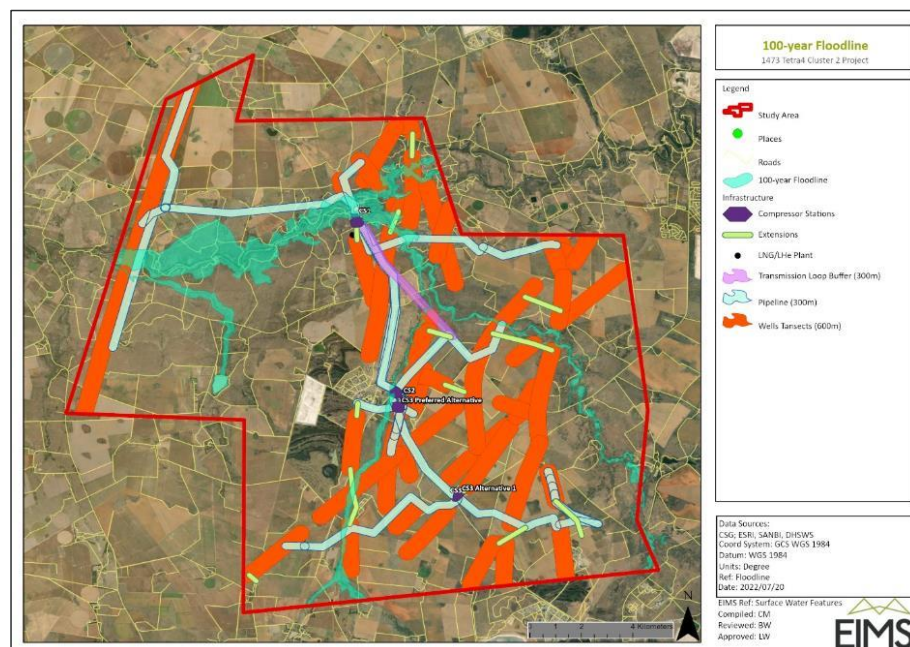 100-year Floodline
1473 Tetra4 Cluster 2 Project
Legend
Study Area
Places
Roads
100-year Floodline
Infrastructure
Compressor Stations
Extensions
LNG/LHe Plant
Transmission Loop Buffer (300m)
Pipeline (300m)
Wells Tansects (600m)
CS1
CS2
CS3 Preferred Alternative
CS3 Alternative 1
N
2
4 Kilometers
Data Sources:
CSG; ESRI, SANBI, DHSWS
Coord System: GCS WGS 1984
Datum: WGS 1984
Units: Degree
Ref: Floodline
Date: 2022/07/20
EIMS Ref: Surface Water Features
Compiled: CM
Reviewed: BW
Approved: LW
EIMS